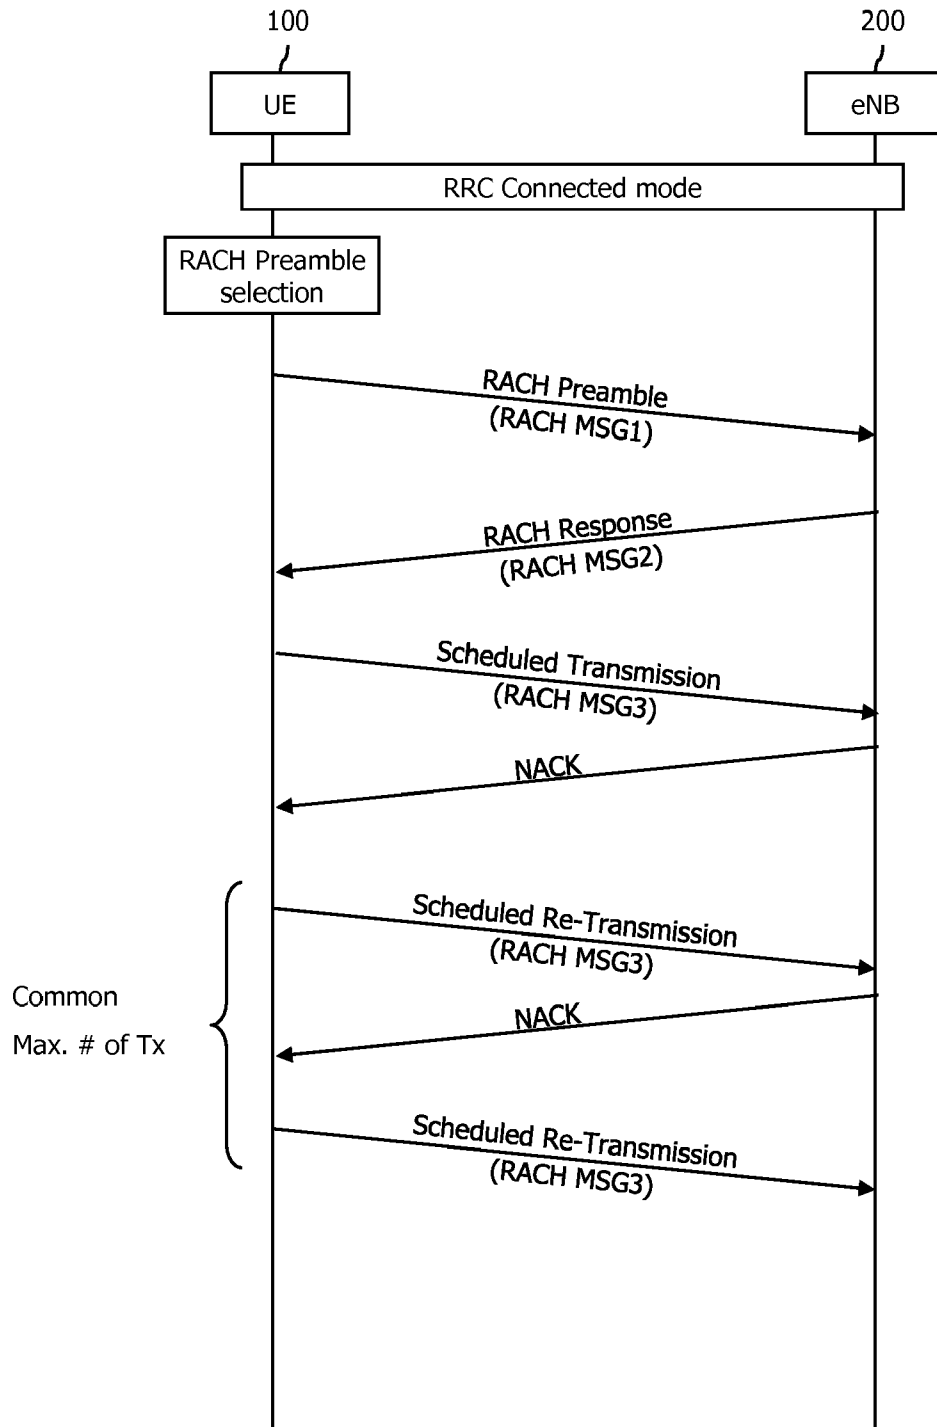 100
200
UE
eNB
RRC Connected mode
RACH Preamble
selection
RACH Preamble
(RACH MSG1)
RACH Response
(RACH MSG2)
Scheduled Transmission
(RACH MSG3)
NACK
Scheduled Re-Transmission
(RACH MSG3)
Common
Max. # of Tx
NACK
Scheduled Re-Transmission
(RACH MSG3)